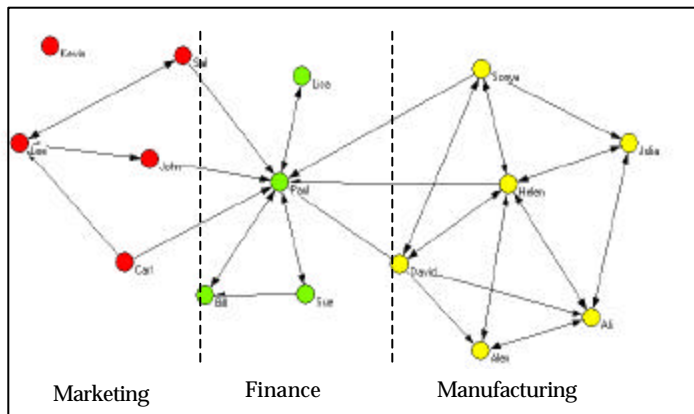 Kevin
Sal
Lisa
Sonya
Lee
John
Julia
Paul
Helen
Carl
David
Bill
Sue
Ali
Alex
Marketing
Finance
Manufacturing